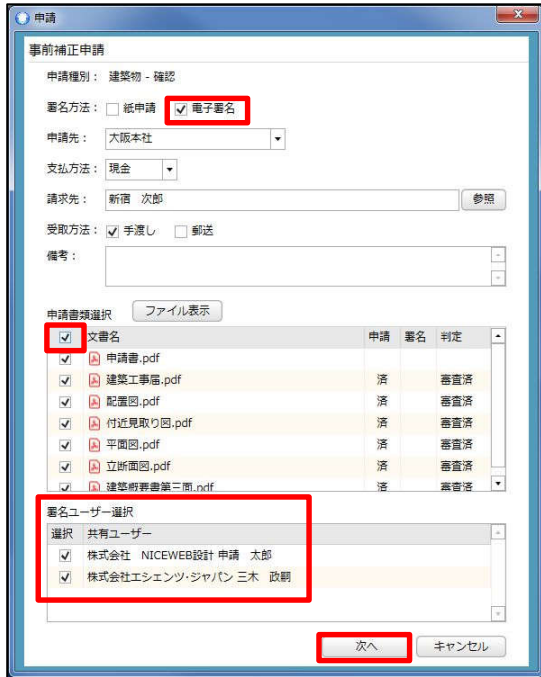 申請
事前補正申請
申請種別： 建築物 - 確認
署名方法： 紙申請 電子署名
申請先： 大阪本社
支払方法： 現金
請求先： 新宿 次郎 参照
受取方法： 手渡し 郵送
備考：
申請書類選択 ファイル表示
文書名 申請 署名 判定
申請書.pdf
建築工事届.pdf 済 審査済
配置図.pdf 済 審査済
付近見取り図.pdf 済 審査済
平面図.pdf 済 審査済
立断面図.pdf 済 審査済
建築概要書第三面.pdf 済 審査済
署名ユーザー選択
選択 共有ユーザー
株式会社 NICEWEB設計 申請 太郎
株式会社エシェンツ・ジャパン 三木 政嗣
次へ キャンセル